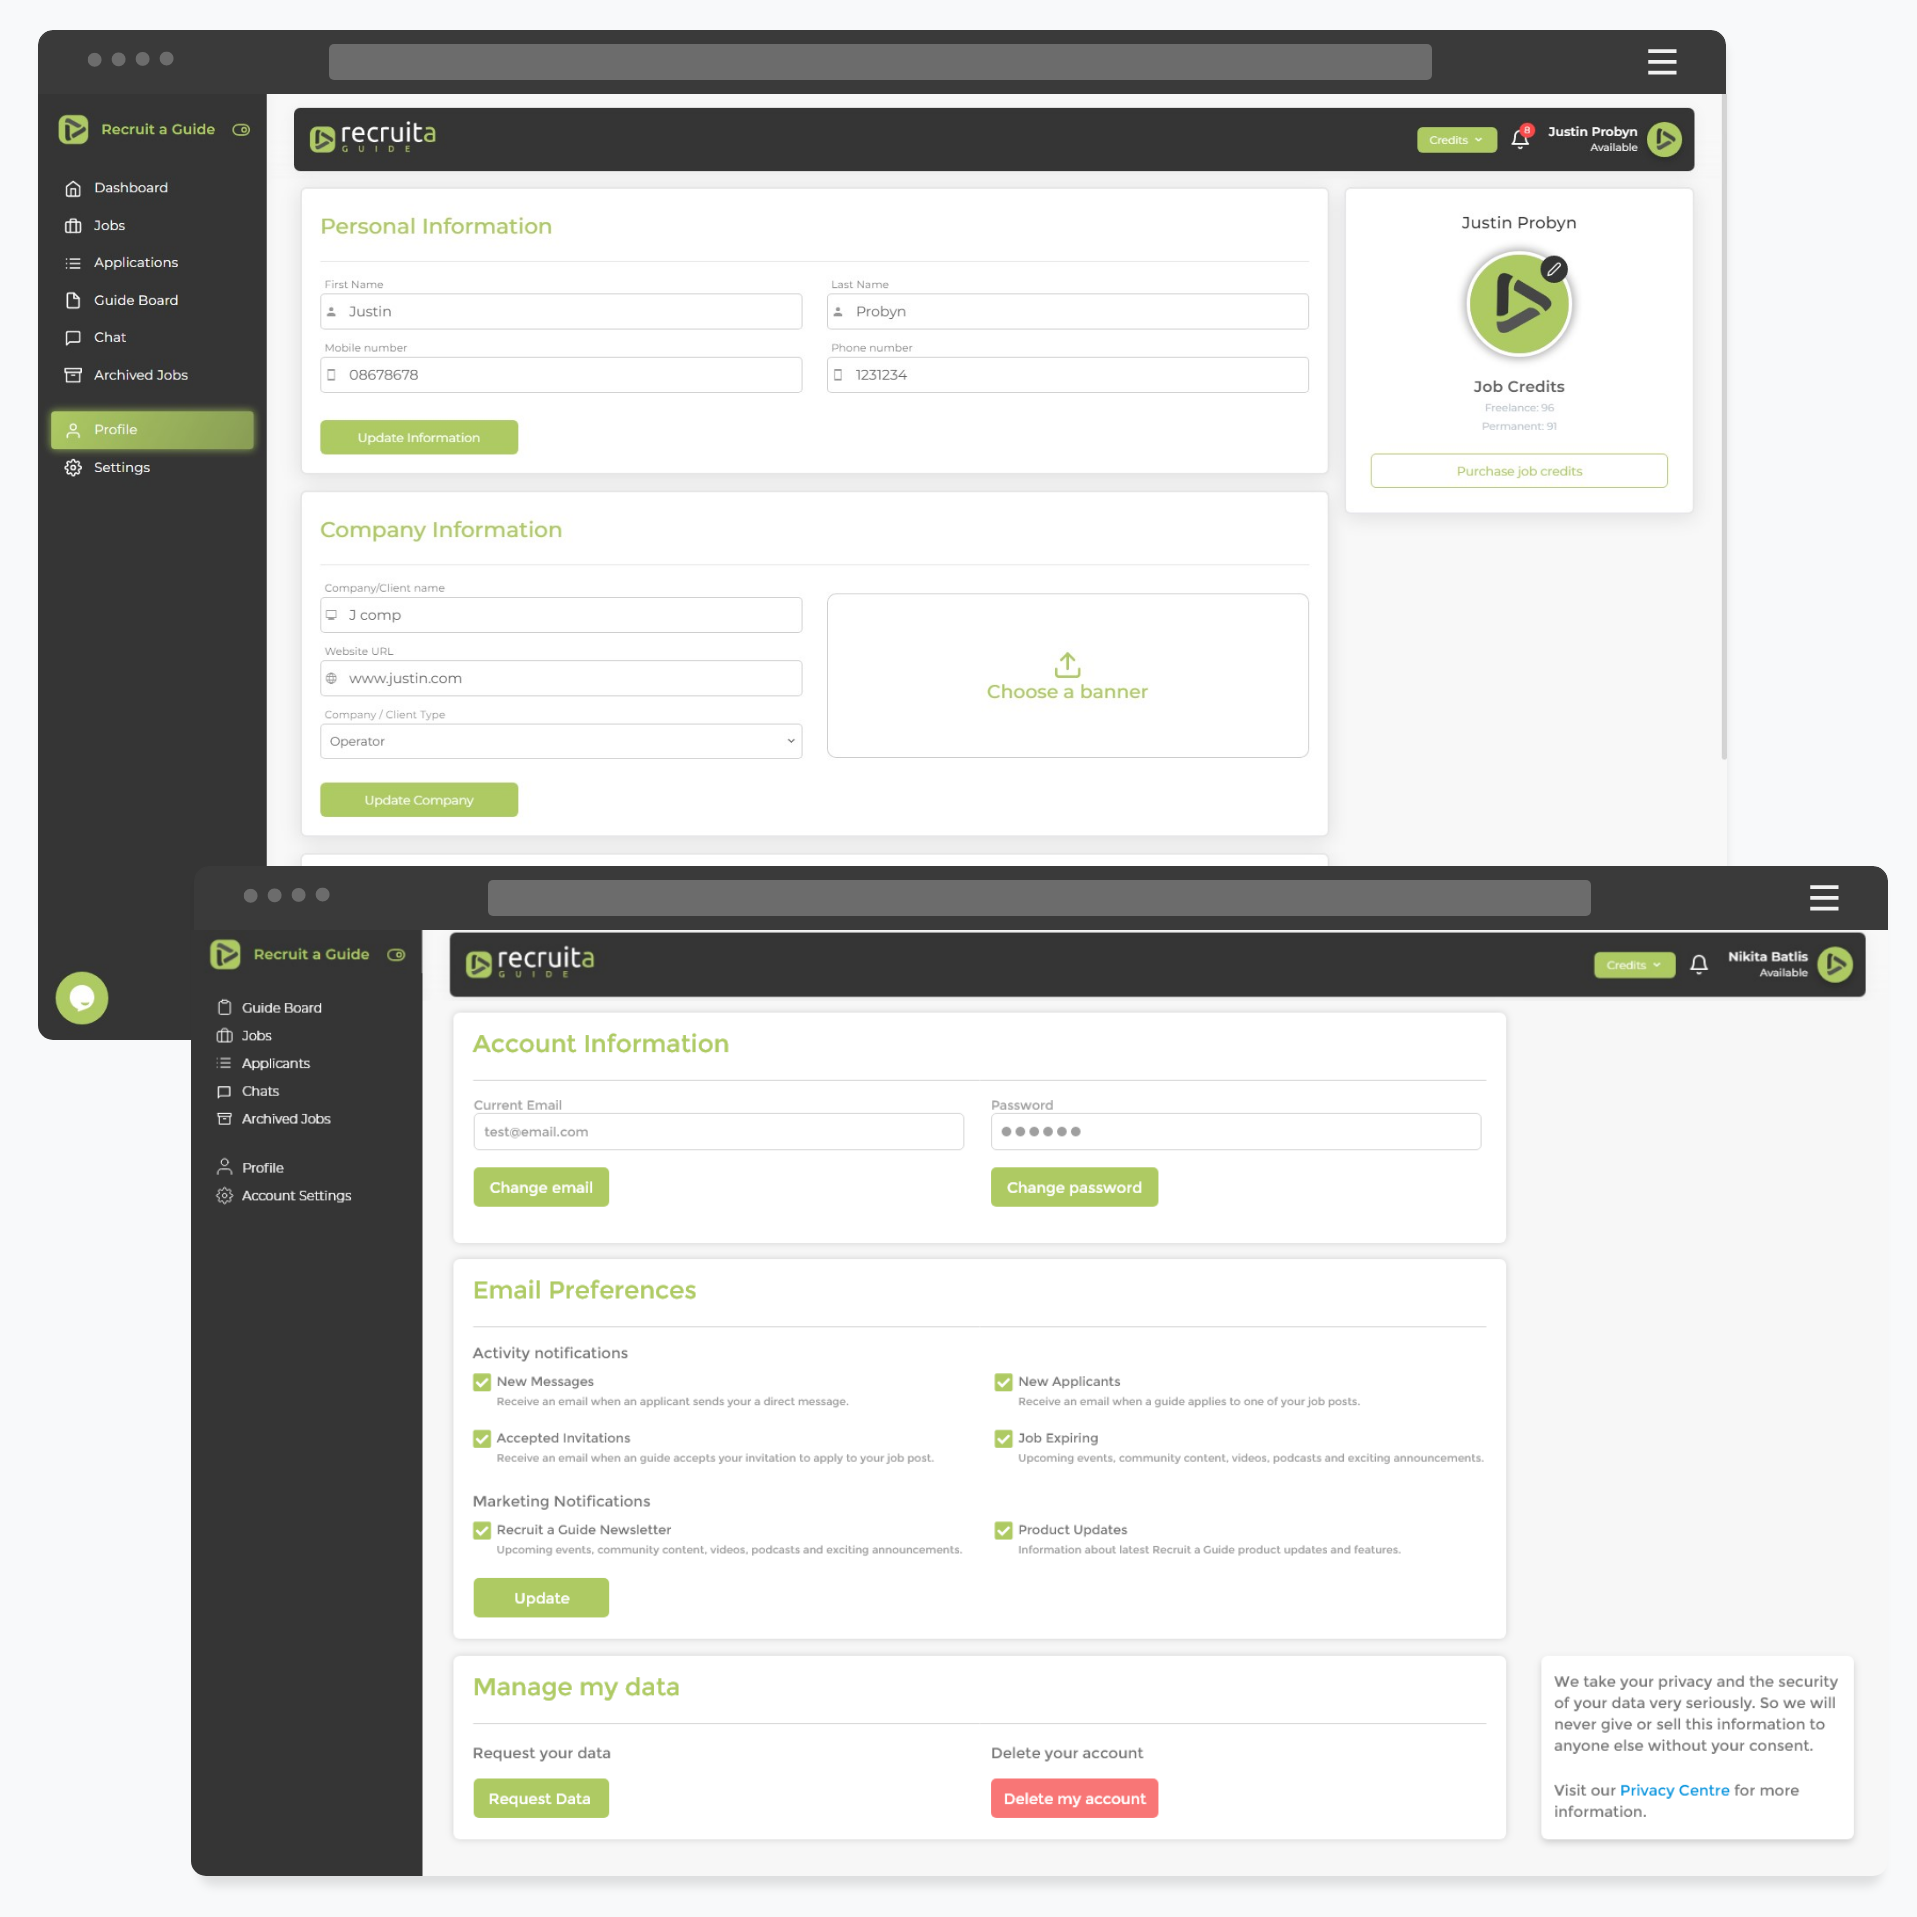 Recruit a Guide
Dashboard
Jobs
Applications
Guide Board
Chat
Archived Jobs
Profile
Settings
recruita
GUIDE
Credits
8
Justin Probyn
Available
Personal Information
First Name
Justin
Last Name
Probyn
Mobile number
08678678
Phone number
1231234
Update Information
Justin Probyn
Job Credits
Freelance: 96
Permanent: 91
Purchase job credits
Company Information
Company/Client name
J comp
Website URL
www.justin.com
Company / Client Type
Operator
Choose a banner
Update Company
Recruit a Guide
Guide Board
Jobs
Applicants
Chats
Archived Jobs
Profile
Account Settings
recruita
GUIDE
Credits
Nikita Batlis
Available
Account Information
Current Email
test@email.com
Password
Change email
Change password
Email Preferences
Activity notifications
New Messages
Receive an email when an applicant sends your a direct message.
New Applicants
Receive an email when a guide applies to one of your job posts.
Accepted Invitations
Receive an email when an guide accepts your invitation to apply to your job post.
Job Expiring
Upcoming events, community content, videos, podcasts and exciting announcements.
Marketing Notifications
Recruit a Guide Newsletter
Upcoming events, community content, videos, podcasts and exciting announcements.
Product Updates
Information about latest Recruit a Guide product updates and features.
Update
Manage my data
Request your data
Request Data
Delete your account
Delete my account
We take your privacy and the security
of your data very seriously. So we will
never give or sell this information to
anyone else without your consent.
Visit our Privacy Centre for more
information.